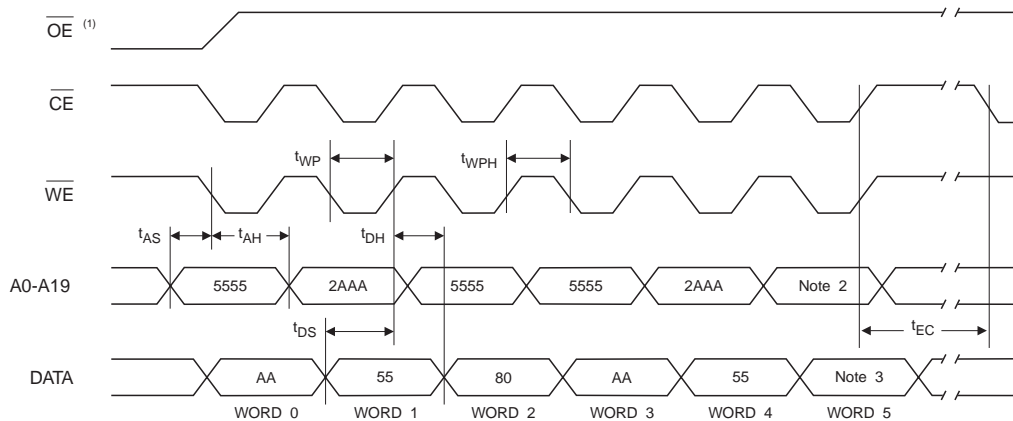 OE (1)
CE
tWP
tWPH
WE
tAS
tAH
tDH
A0-A19
5555
2AAA
5555
5555
2AAA
Note 2
tDS
tEC
DATA
AA
55
80
AA
55
Note 3
WORD 0
WORD 1
WORD 2
WORD 3
WORD 4
WORD 5